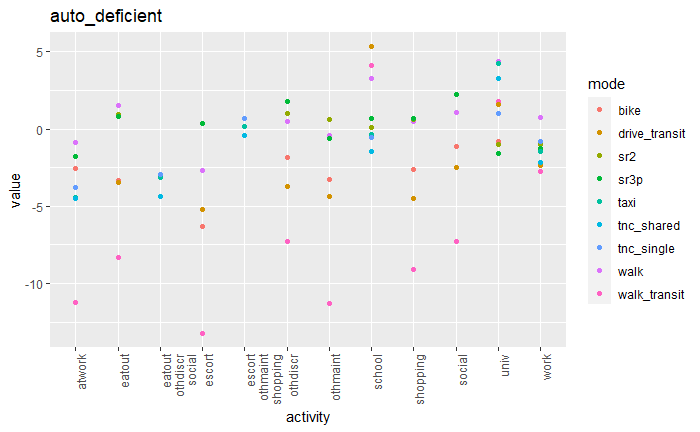 auto_deficient
5
0
-5
-10
value
atwork
eatout
eatout
othdiscr
social
escort
escort
othmaint
shopping
othdiscr
othmaint
school
shopping
social
univ
work
activity
mode
bike
drive_transit
sr2
sr3p
taxi
tnc_shared
tnc_single
walk
walk_transit